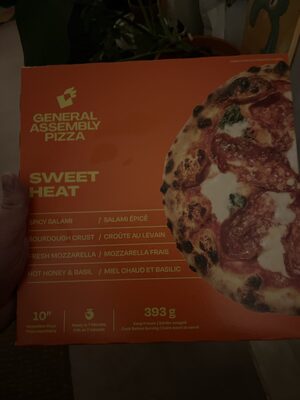 GENERAL
ASSEMBLY
PIZZA
SWEET
HEAT
SPICY SALAMI / SALAMI ÉPICÉ
SOURDOUGH CRUST / CROÛTE AU LEVAIN
FRESH MOZZARELLA / MOZZARELLA FRAIS
HOT HONEY & BASIL / MIEL CHAUD ET BASILIC
10"
393 g